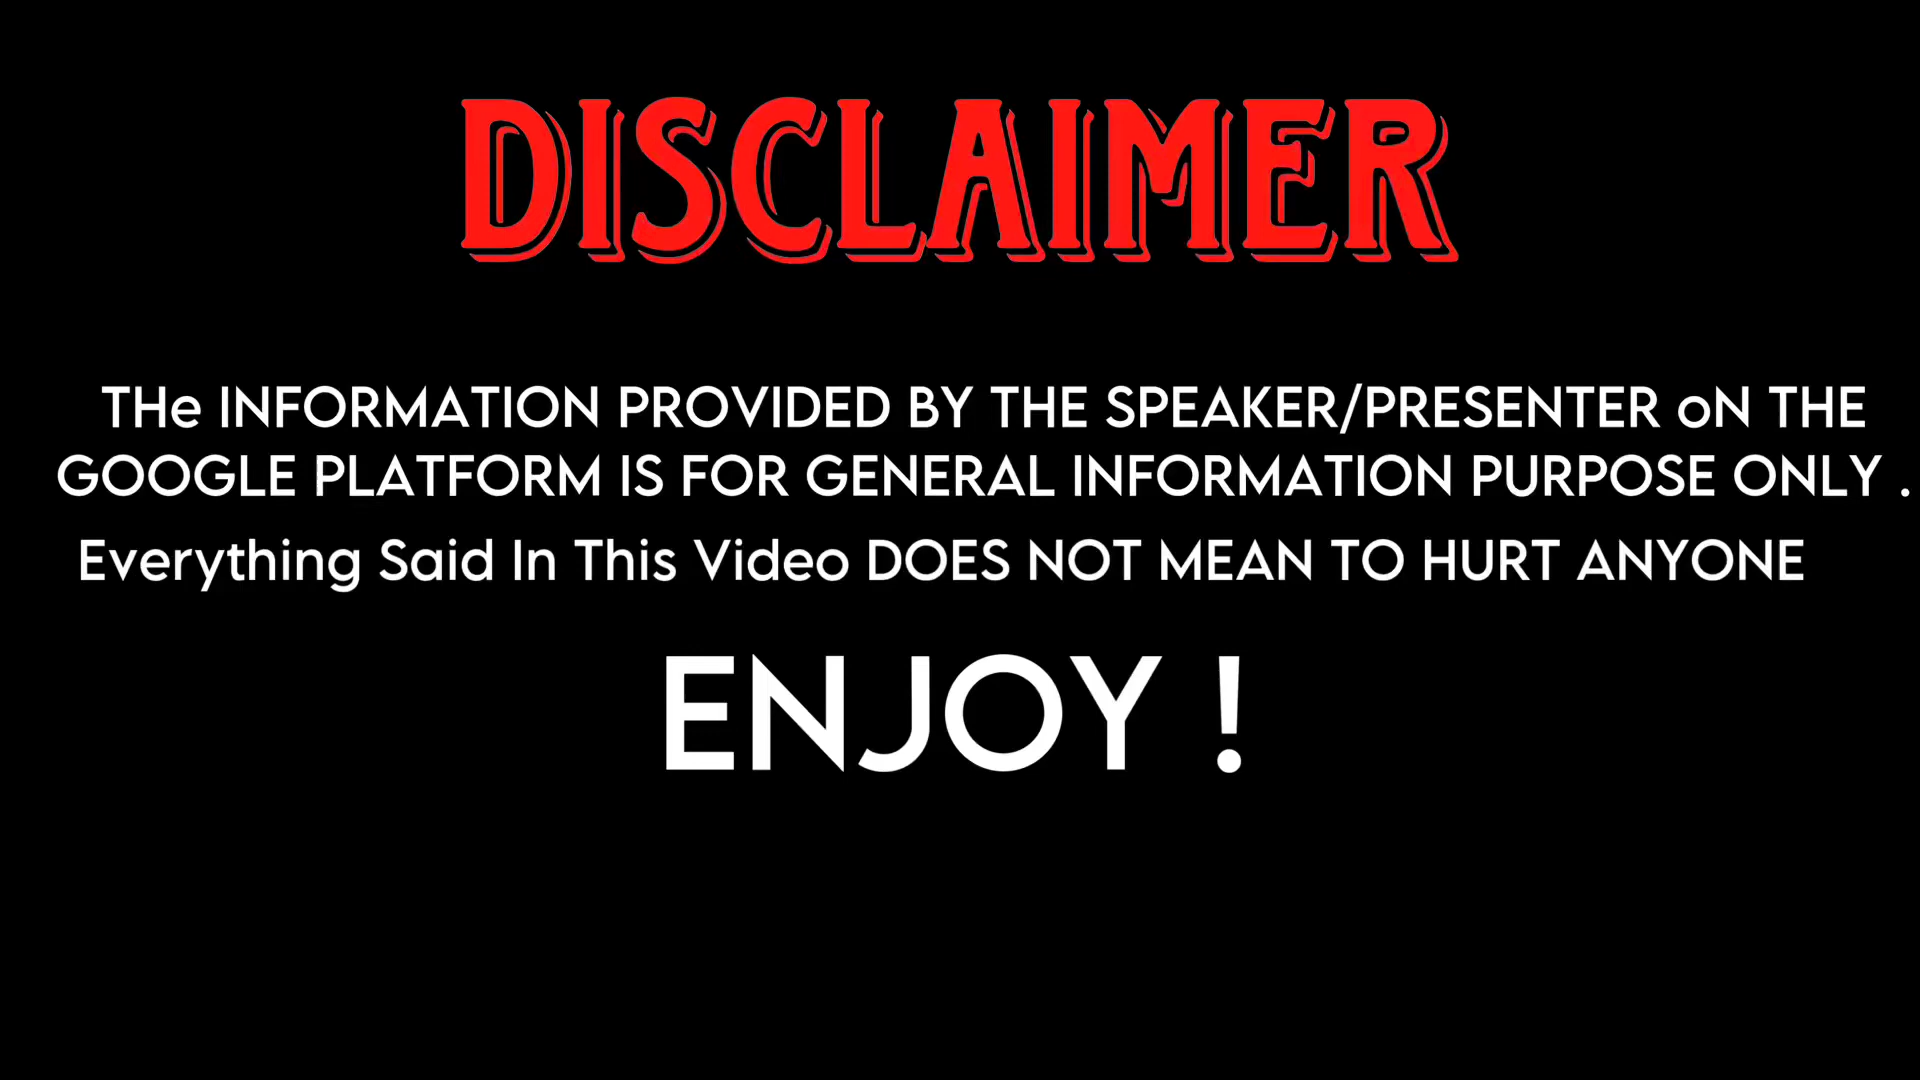 DISCLAIMER
THe INFORMATION PROVIDED BY THE SPEAKER/PRESENTER oN THE
GOOGLE PLATFORM IS FOR GENERAL INFORMATION PURPOSE ONLY .
Everything Said In This Video DOES NOT MEAN TO HURT ANYONE
ENJOY !